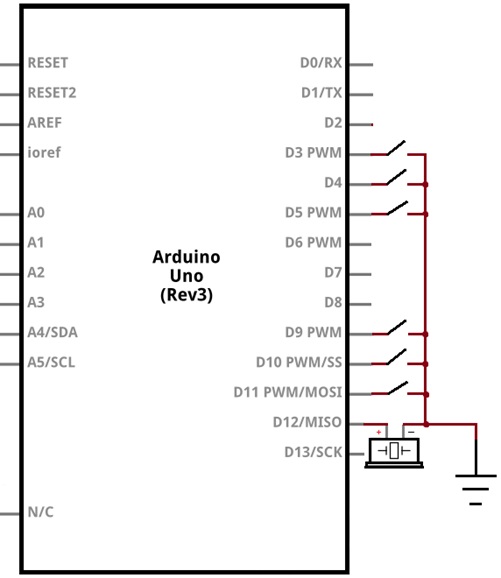 RESET
RESET2
AREF
ioref
A0
A1
A2
A3
A4/SDA
A5/SCL
N/C
Arduino
Uno
(Rev3)
D0/RX
D1/TX
D2
D3 PWM
D4
D5 PWM
D6 PWM
D7
D8
D9 PWM
D10 PWM/SS
D11 PWM/MOSI
D12/MISO
D13/SCK
+ −